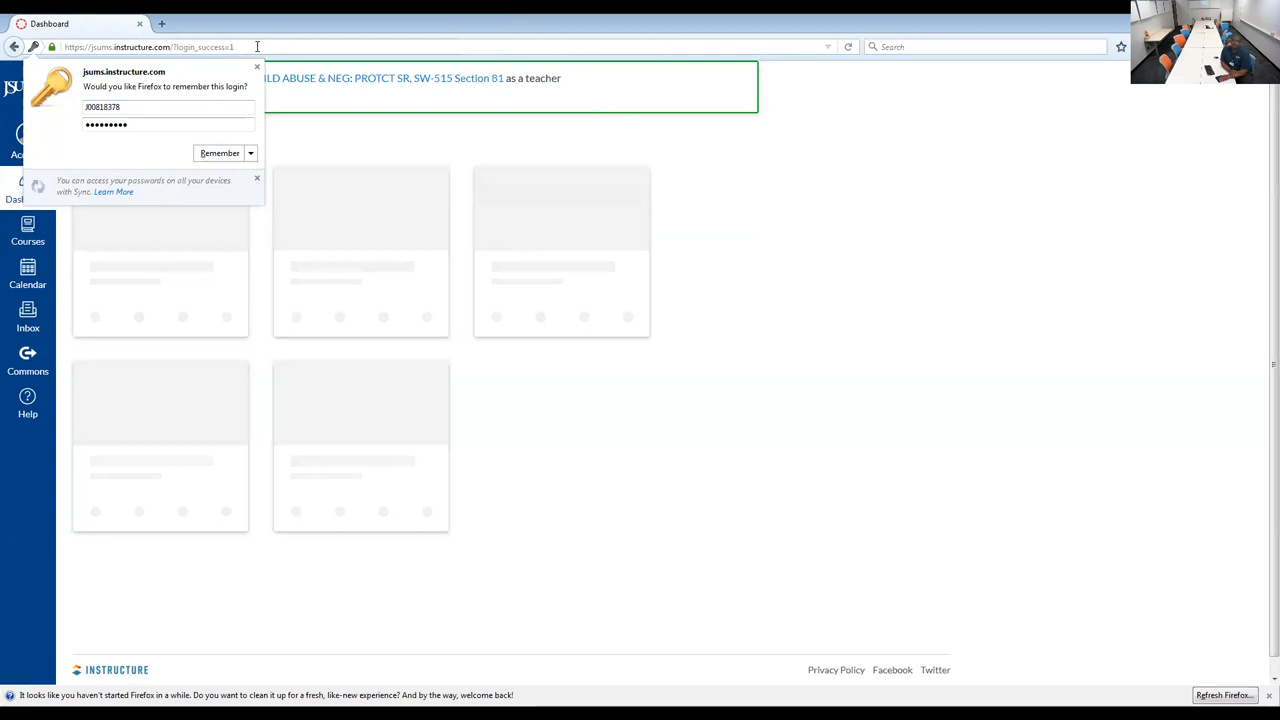 Dashboard
https://jsums.instructure.com/?login_success=1
Search
jsums.instructure.com
Would you like Firefox to remember this login?
J00818378
•••••••••
Remember
You can access your passwords on all your devices
with Sync. Learn More
ILD ABUSE & NEG: PROTCT SR, SW-515 Section 81 as a teacher
JSU
Ac
Dash
Courses
Calendar
Inbox
Commons
Help
INSTRUCTURE
Privacy Policy
Facebook
Twitter
It looks like you haven't started Firefox in a while. Do you want to clean it up for a fresh, like-new experience? And by the way, welcome back!
Refresh Firefox...